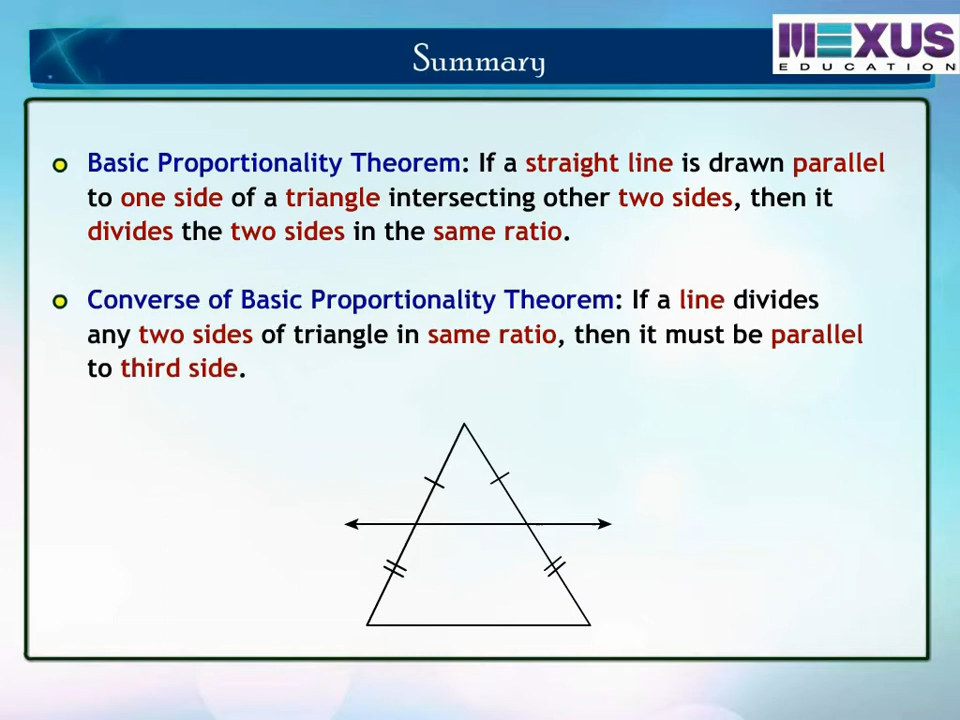 Summary
MEXUS
EDUCATION
Basic Proportionality Theorem: If a straight line is drawn parallel
to one side of a triangle intersecting other two sides, then it
divides the two sides in the same ratio.
Converse of Basic Proportionality Theorem: If a line divides
any two sides of triangle in same ratio, then it must be parallel
to third side.